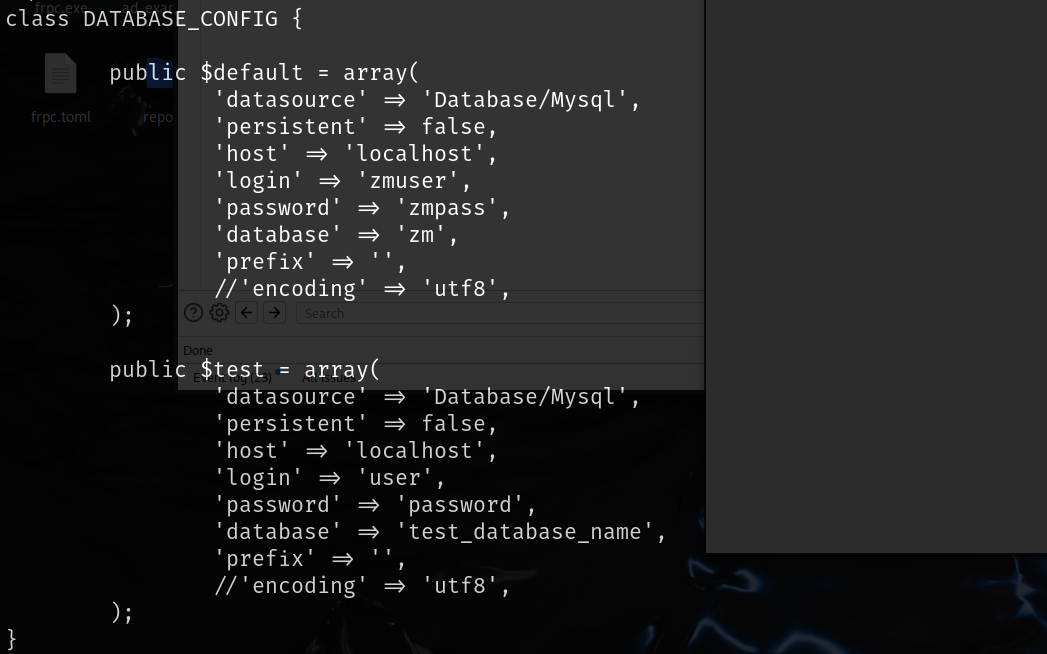 frpc.exe ad_exar
class DATABASE_CONFIG {
public $default = array(
'datasource' => 'Database/Mysql',
frpc.toml
repo
'persistent' => false,
'host' => 'localhost',
'login' => 'zmuser',
'password' => 'zmpass',
'database' => 'zm',
'prefix' => '',
//'encoding' => 'utf8',
);
Search
Done
public $test = array(
Event log (23) All issues
'datasource' => 'Database/Mysql',
'persistent' => false,
'host' => 'localhost',
'login' => 'user',
'password' => 'password',
'database' => 'test_database_name',
'prefix' => '',
//'encoding' => 'utf8',
);
}